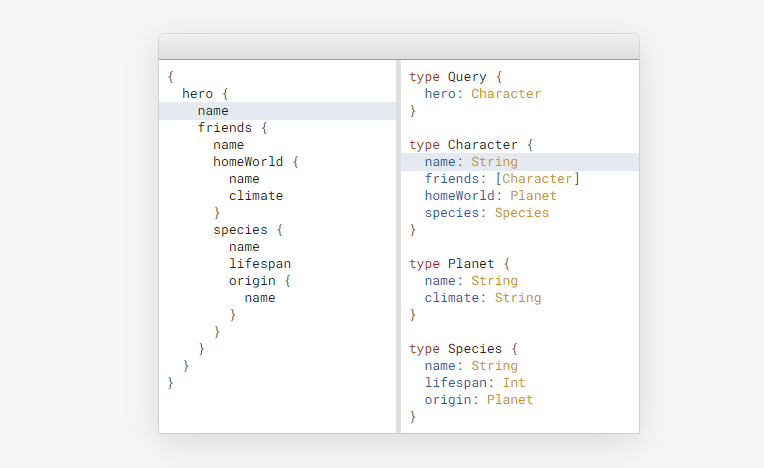 {
  hero {
    name
    friends {
      name
      homeWorld {
        name
        climate
      }
      species {
        name
        lifespan
        origin {
          name
        }
      }
    }
  }
}
type Query {
  hero: Character
}
type Character {
  name: String
  friends: [Character]
  homeWorld: Planet
  species: Species
}
type Planet {
  name: String
  climate: String
}
type Species {
  name: String
  lifespan: Int
  origin: Planet
}